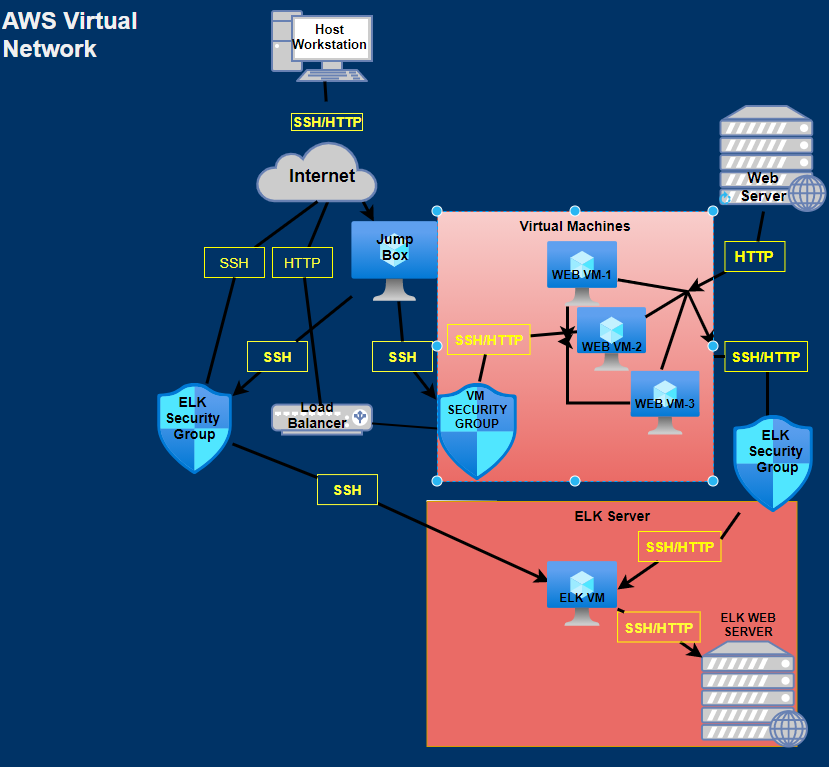 AWS Virtual
Network
Host
Workstation
SSH/HTTP
Internet
Web
Server
Jump
Box
Virtual Machines
SSH
HTTP
HTTP
WEB VM-1
SSH/HTTP
WEB VM-2
SSH
SSH
SSH/HTTP
WEB VM-3
ELK
Security
Group
Load
Balancer
VM
SECURITY
GROUP
ELK
Security
Group
SSH
ELK Server
SSH/HTTP
ELK VM
SSH/HTTP
ELK WEB
SERVER